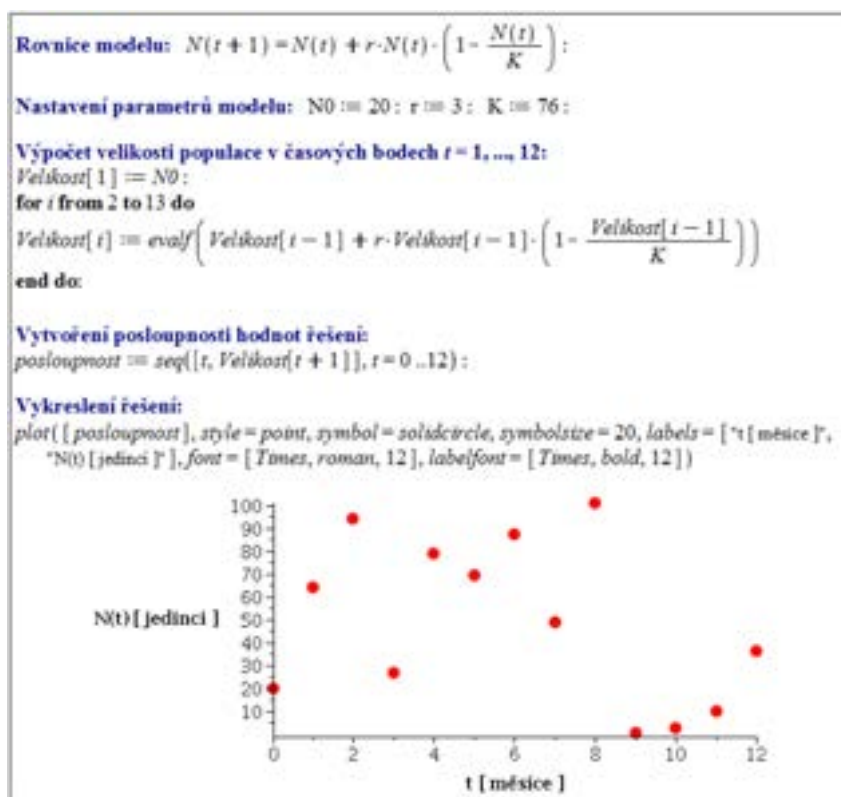 Rovnice modelu: N(t + 1) = N(t) + r·N(t)·(1 - N(t)/K) :
Nastavení parametrů modelu: N0 := 20 : r := 3 : K := 76 :
Výpočet velikosti populace v časových bodech t = 1, ..., 12:
Velikost[1] := N0 :
for i from 2 to 13 do
Velikost[i] := evalf(Velikost[i − 1] + r·Velikost[i − 1]·(1 - Velikost[i − 1]/K))
end do:
Vytvoření posloupnosti hodnot řešení:
posloupnost := seq([t, Velikost[t + 1]], t = 0 ..12) :
Vykreslení řešení:
plot([posloupnost], style = point, symbol = solidcircle, symbolsize = 20, labels = ["t [ měsíce ]",
"N(t) [ jedinci ]"], font = [Times, roman, 12], labelfont = [Times, bold, 12])
100
90
80
70
60
N(t) [ jedinci ]
50
40
30
20
10
0 2 4 6 8 10 12
t [ měsíce ]